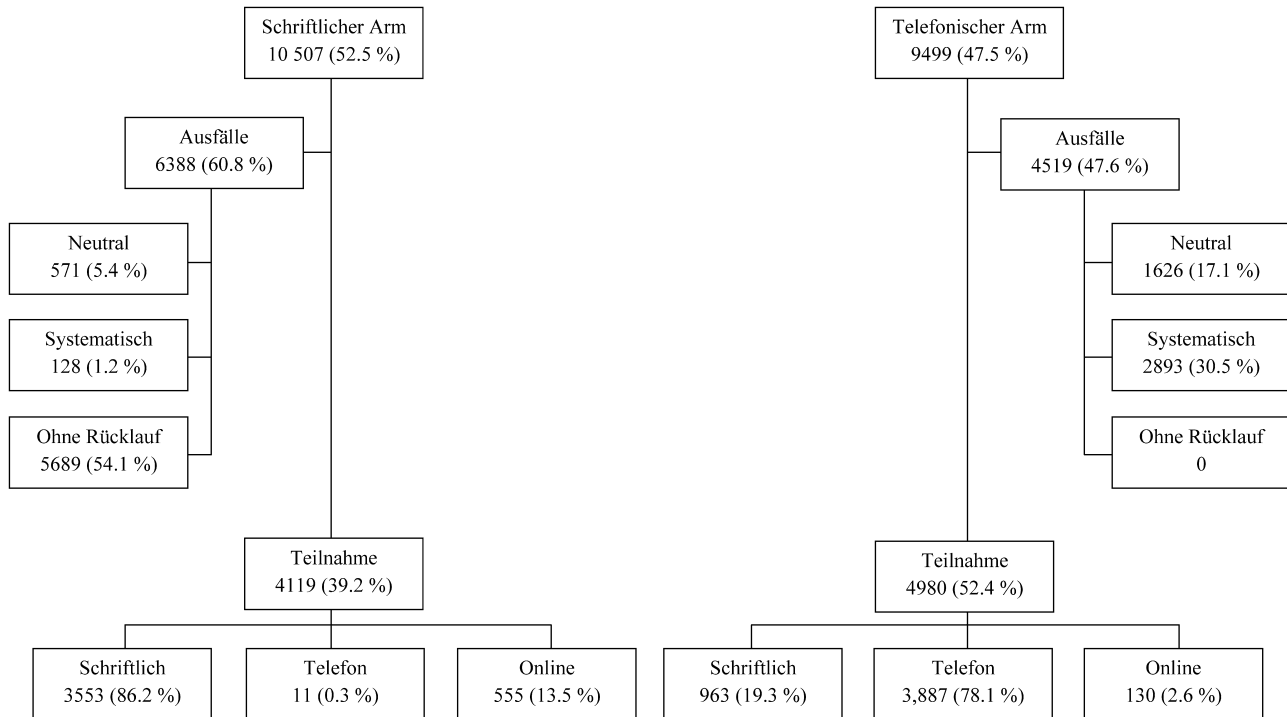 Schriftlicher Arm
10 507 (52.5 %)
Ausfälle
6388 (60.8 %)
Neutral
571 (5.4 %)
Systematisch
128 (1.2 %)
Ohne Rücklauf
5689 (54.1 %)
Teilnahme
4119 (39.2 %)
Schriftlich
3553 (86.2 %)
Telefon
11 (0.3 %)
Online
555 (13.5 %)
Telefonischer Arm
9499 (47.5 %)
Ausfälle
4519 (47.6 %)
Neutral
1626 (17.1 %)
Systematisch
2893 (30.5 %)
Ohne Rücklauf
0
Teilnahme
4980 (52.4 %)
Schriftlich
963 (19.3 %)
Telefon
3,887 (78.1 %)
Online
130 (2.6 %)